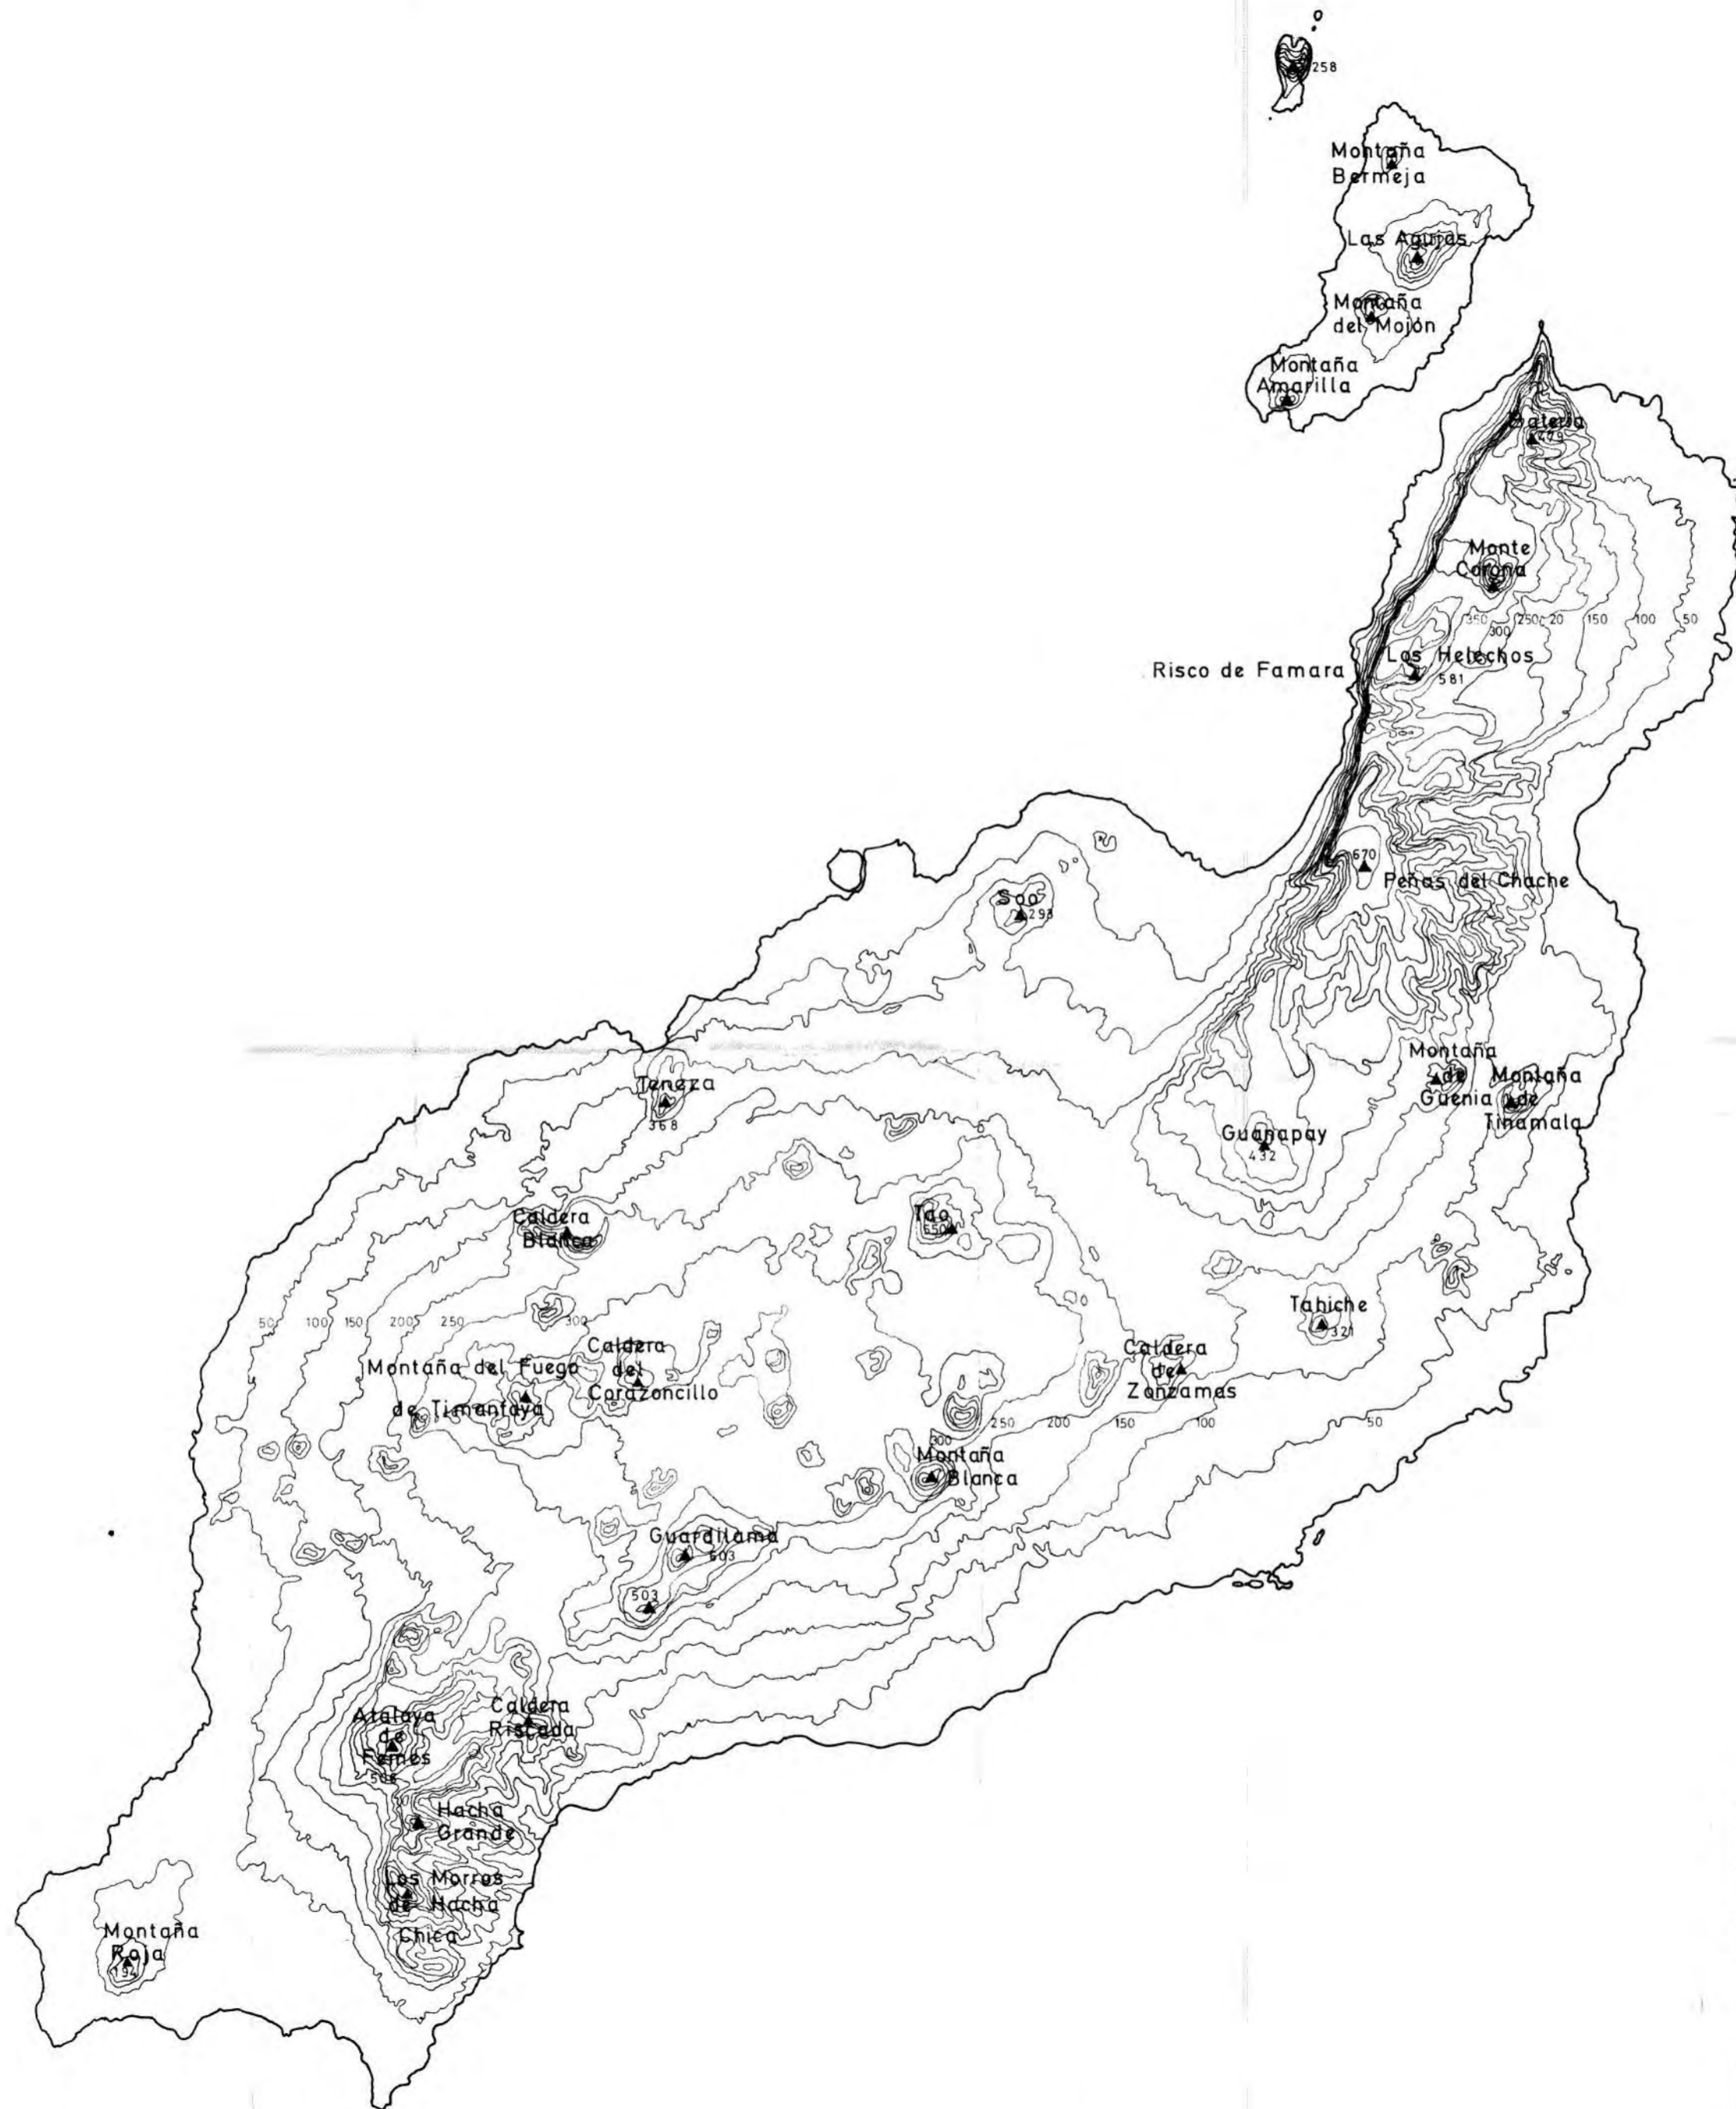 258
Montaña
Bermeja
Las Agujas
Montaña
del Mojón
Montaña
Amarilla
Batería
479
Monte
Corona
350
300
250
20
150
100
50
Los Helechos
581
Risco de Famara
670
Peñas del Chache
Soo
293
Teneza
368
Montaña
de
Guenia
Montaña
de
Tinamala
Guanapay
432
Caldera
Blanca
Tao
550
Tahiche
321
50
100
150
200
250
300
Montaña del Fuego
de Timanfaya
Caldera
del
Corazoncillo
Caldera
de
Zonzamas
300
250
200
150
100
50
Montaña
Blanca
Guardilama
603
503
Atalaya
de
Femes
Caldera
Riscada
Hacha
Grande
Los Morros
de Hacha
Chica
Montaña
Roja
194